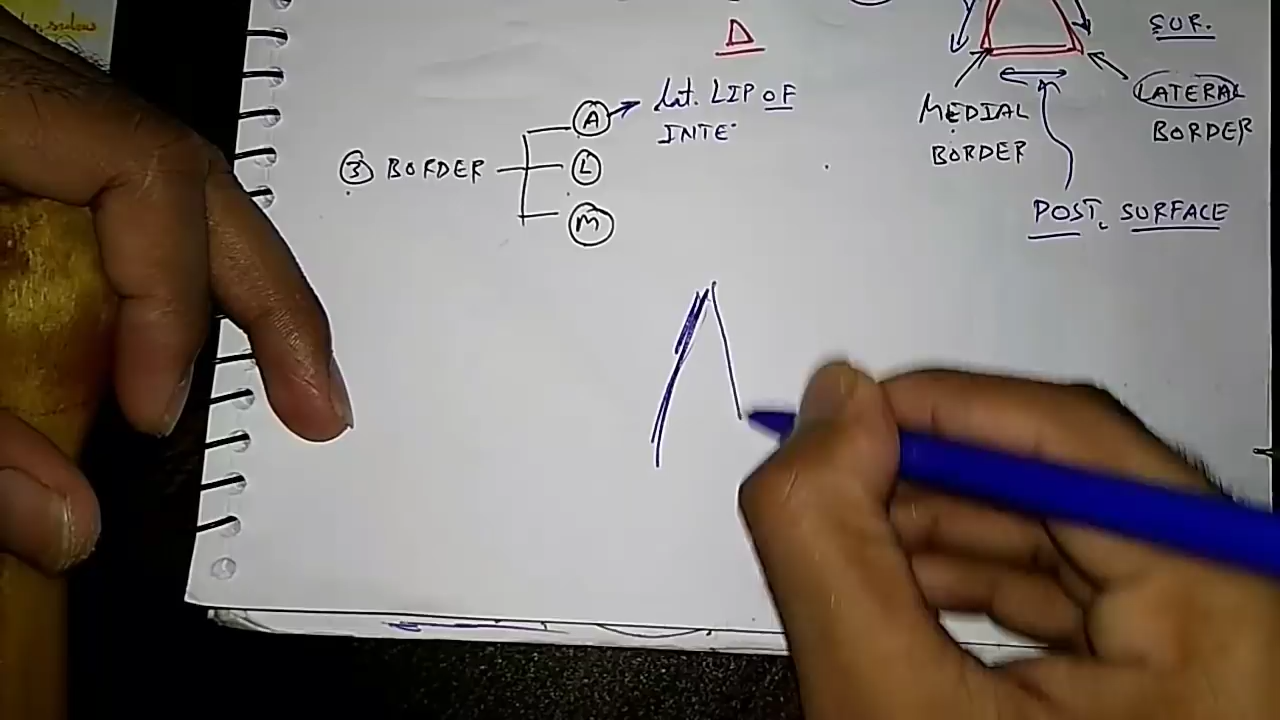 SUR.
D
Lat. LIP OF
INTE
A
③ BORDER
L
M
MEDIAL
BORDER
LATERAL
BORDER
POST. SURFACE